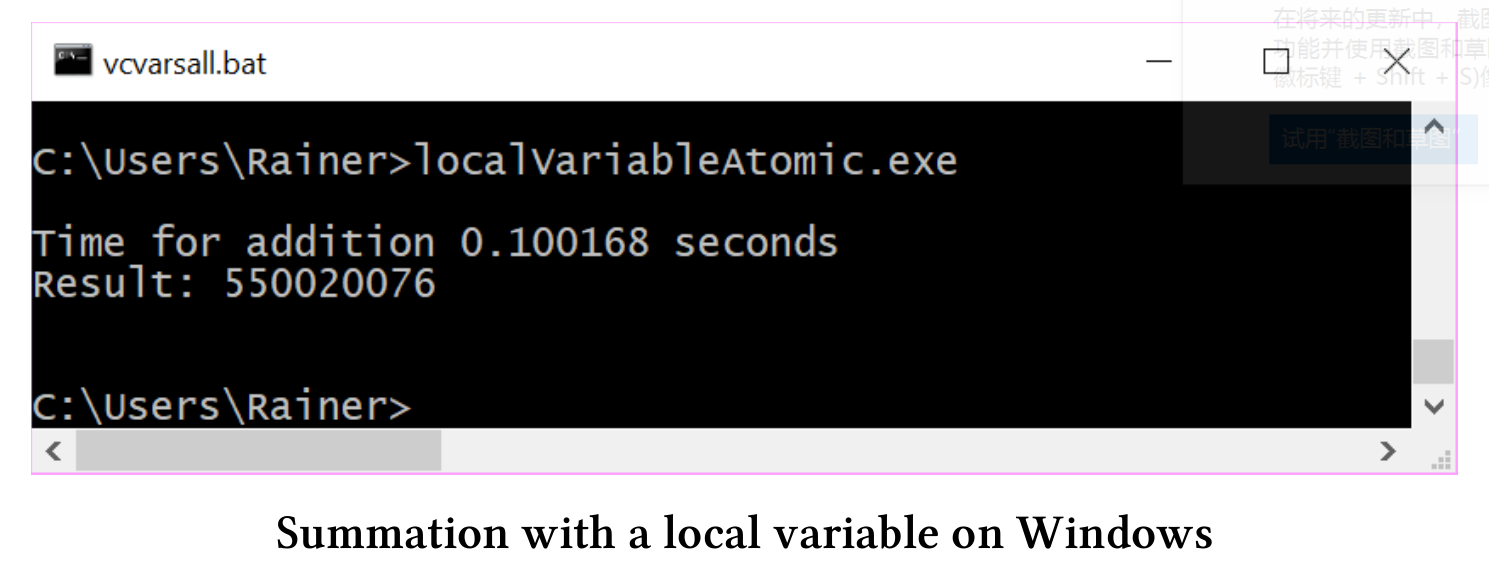 在将来的更新中，截图
功能并使用截图和草
徽标键 + Shift + S)
vcvarsall.bat
试用"截图和草图"
C:\Users\Rainer>localVariableAtomic.exe
Time for addition 0.100168 seconds
Result: 550020076
C:\Users\Rainer>
Summation with a local variable on Windows